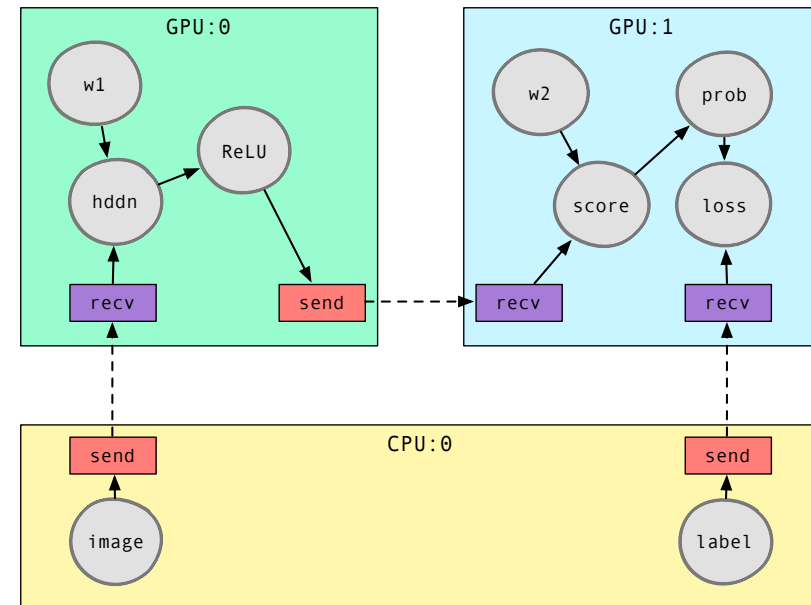 GPU:0
w1
ReLU
hddn
recv
send
GPU:1
w2
prob
score
loss
recv
recv
CPU:0
send
send
image
label